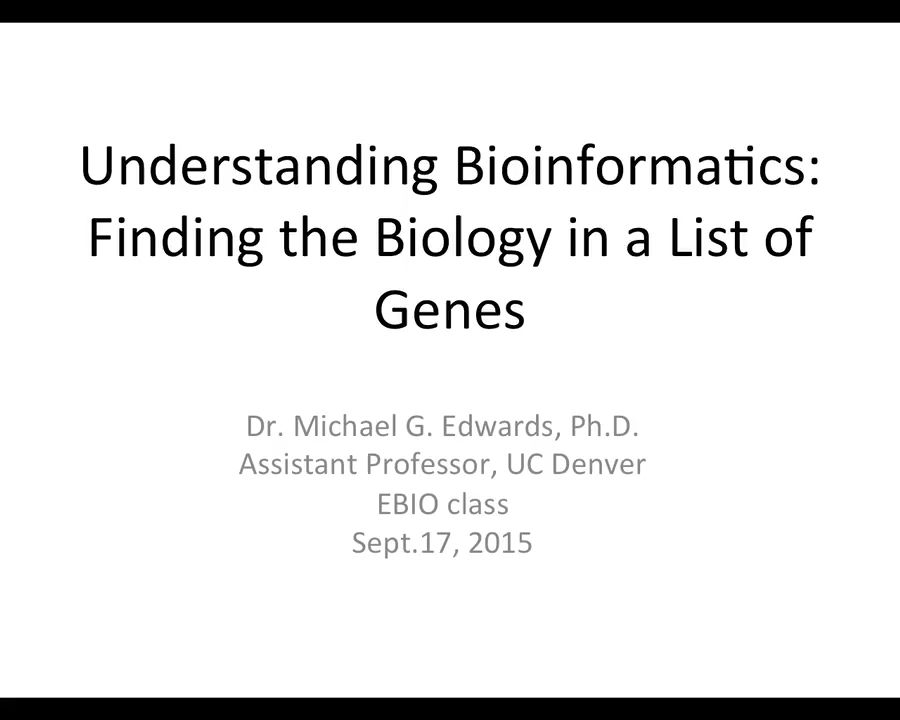 Understanding Bioinformatics:
Finding the Biology in a List of
Genes
Dr. Michael G. Edwards, Ph.D.
Assistant Professor, UC Denver
EBIO class
Sept.17, 2015